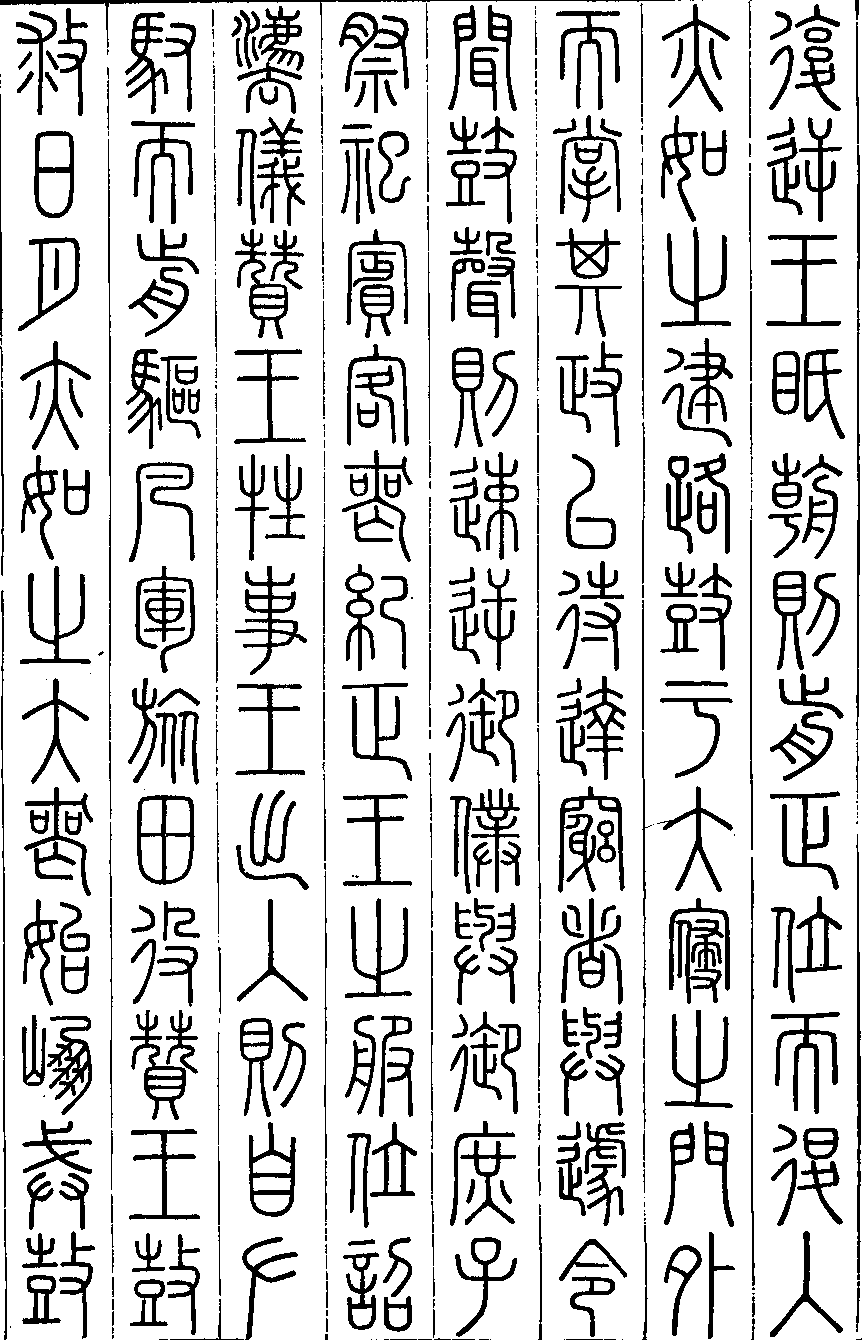 復逆王眂朝則前正位而退入
亦如之建路鼓于大寢之門外
而掌其政以待達窮者與遽令
聞鼓聲則速逆御僕與御庶子
祭祀賓客喪紀正王之服位詔
灋儀贊王牲事王出入則自左
馭而前驅凡軍旅田役贊王鼓
救日月亦如之大喪始崩戒鼓